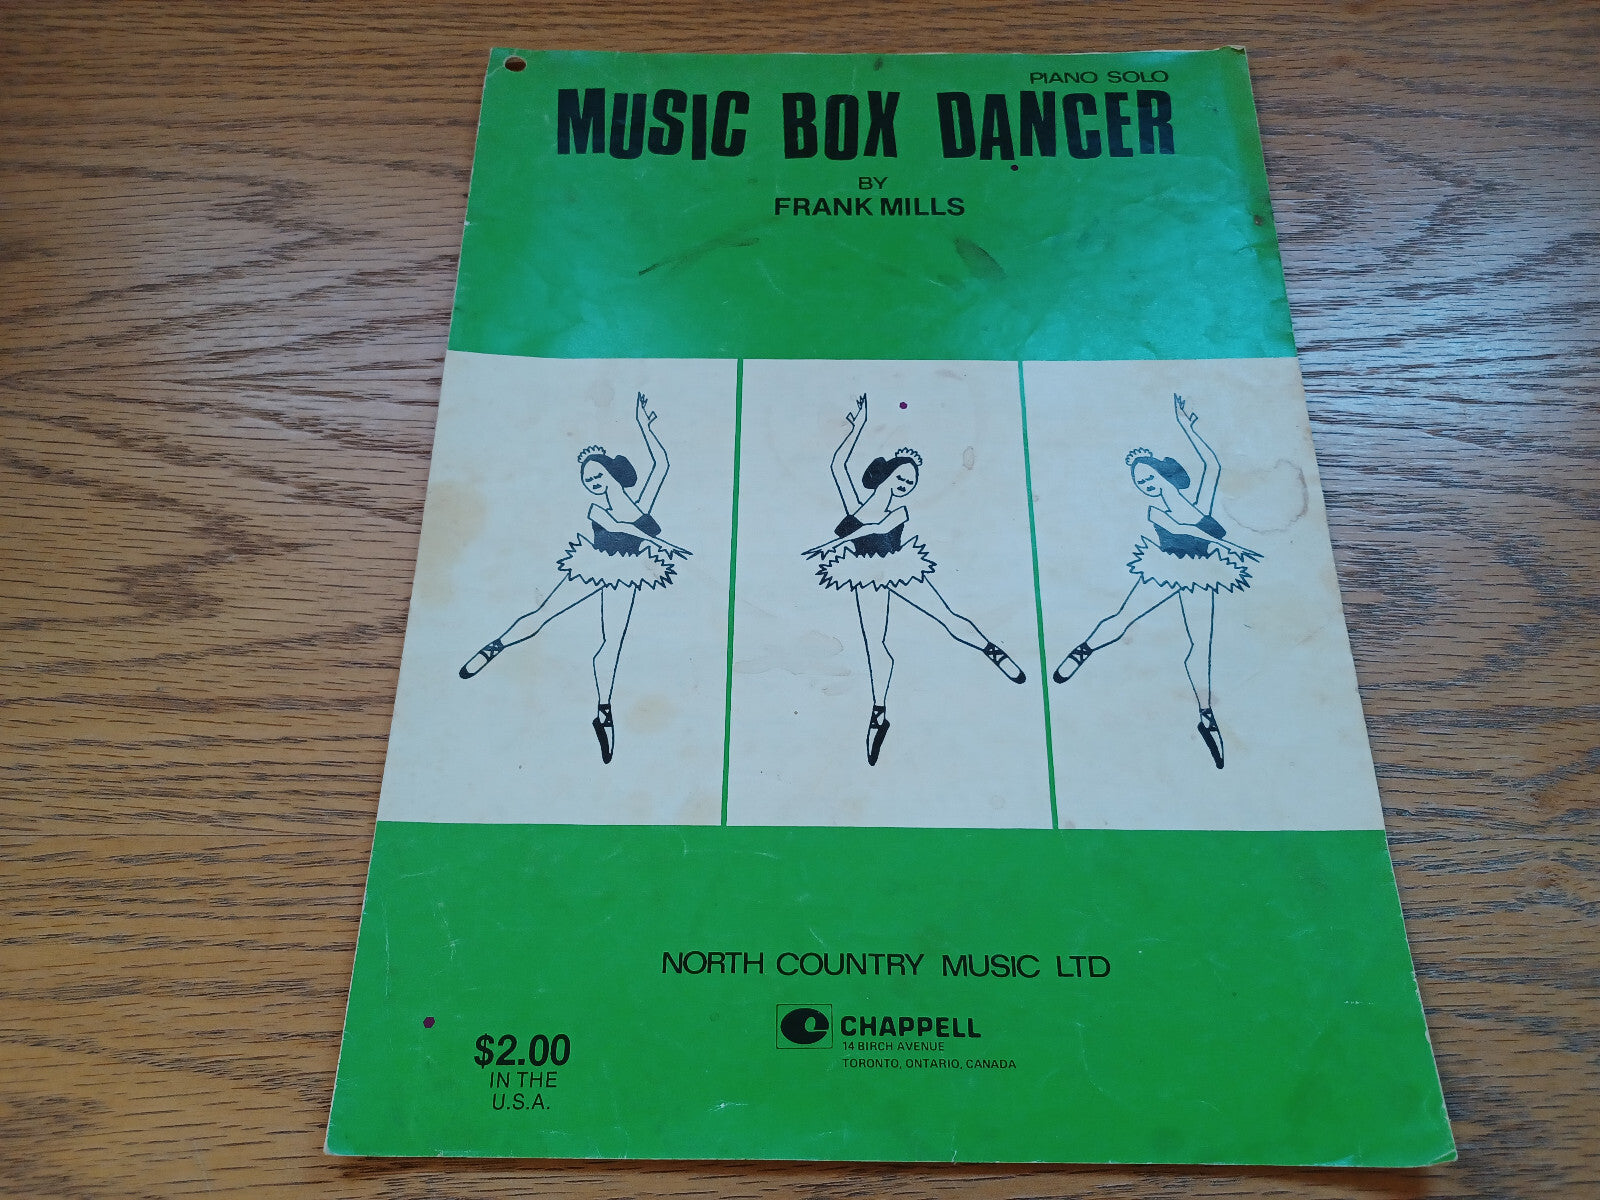 PIANO SOLO
MUSIC BOX DANCER
BY
FRANK MILLS
NORTH COUNTRY MUSIC LTD
CHAPPELL
14 BIRCH AVENUE
TORONTO, ONTARIO, CANADA
$2.00
IN THE
U.S.A.